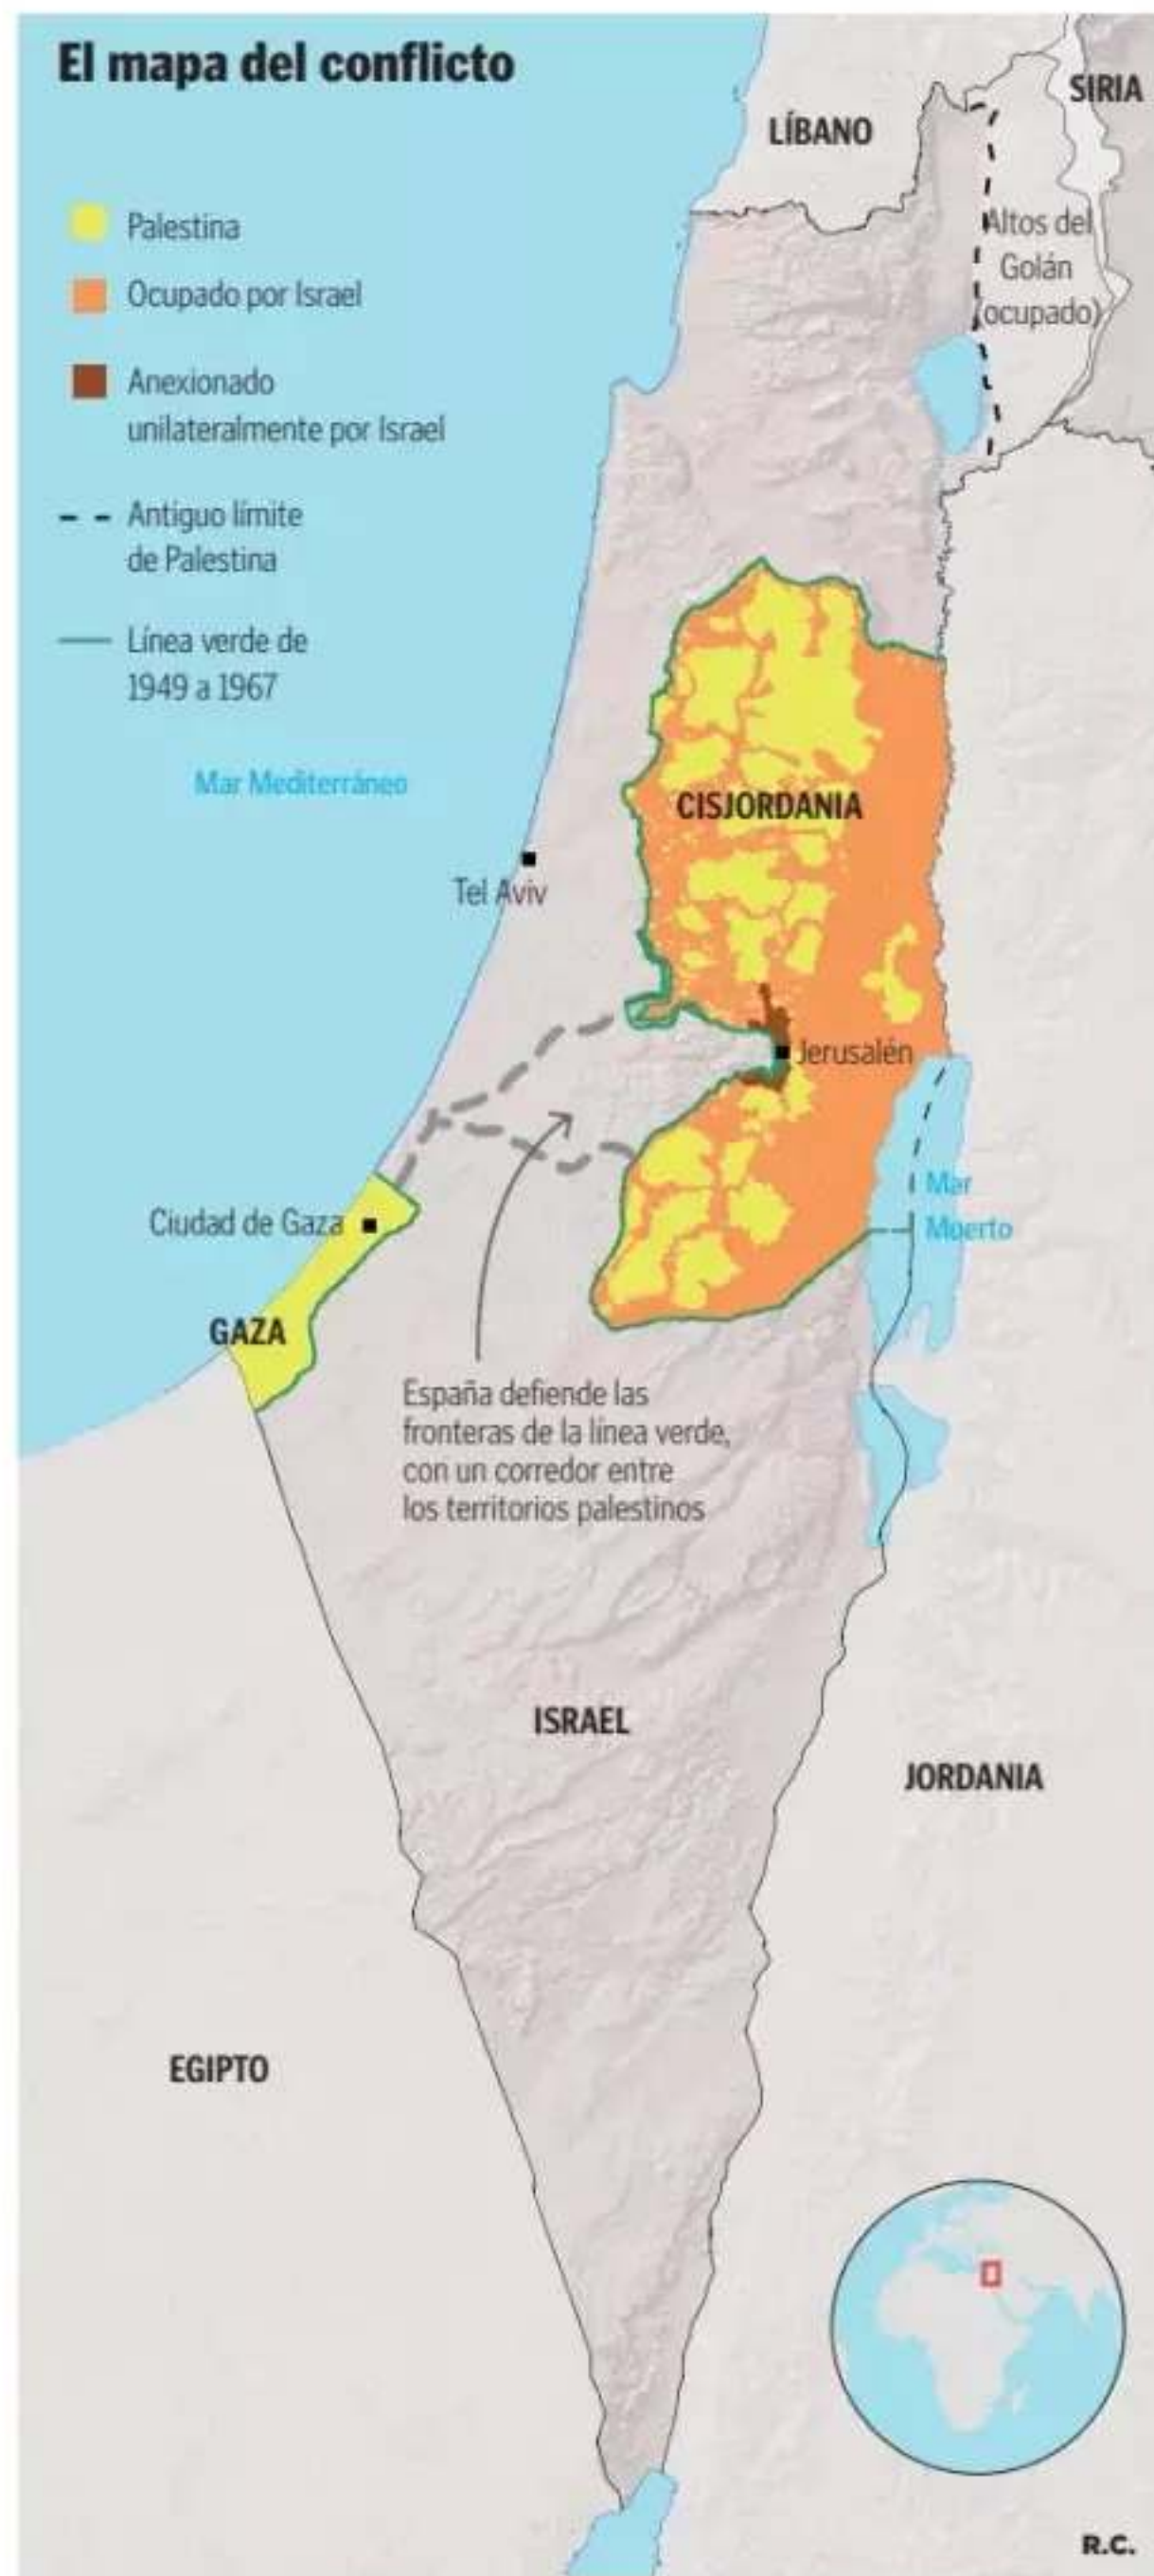 El mapa del conflicto
Palestina
Ocupado por Israel
Anexionado
unilateralmente por Israel
Antiguo límite
de Palestina
Línea verde de
1949 a 1967
Mar Mediterráneo
LÍBANO
SIRIA
Altos del
Golán
(ocupado)
CISJORDANIA
Tel Aviv
Jerusalén
Mar
Muerto
Ciudad de Gaza
GAZA
España defiende las
fronteras de la línea verde,
con un corredor entre
los territorios palestinos
ISRAEL
JORDANIA
EGIPTO
R.C.